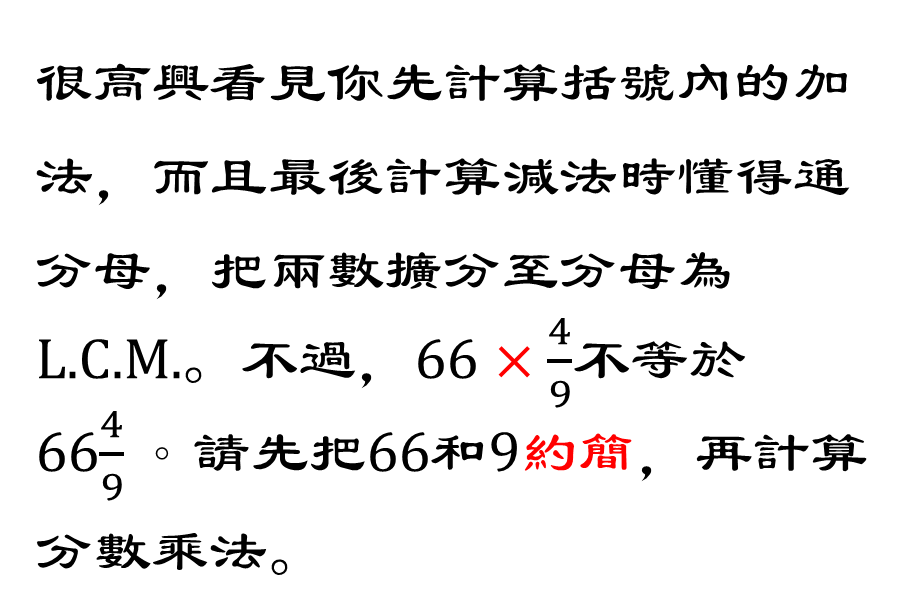 很高興看見你先計算括號內的加
法，而且最後計算減法時懂得通
分母，把兩數擴分至分母為
L.C.M.。不過，66 × 4/9不等於
66 4/9 。請先把66和9約簡，再計算
分數乘法。